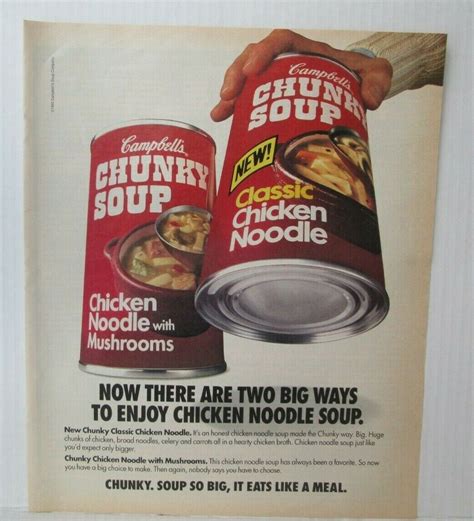 Campbell's
CHUNKY
SOUP
NEW!
Classic
Chicken
Noodle
Campbell's
CHUNKY
SOUP
Chicken
Noodle with
Mushrooms
NOW THERE ARE TWO BIG WAYS
TO ENJOY CHICKEN NOODLE SOUP.
New Chunky Classic Chicken Noodle. It's an honest chicken noodle soup made the Chunky way. Big. Huge
chunks of chicken, broad noodles, celery and carrots all in a hearty chicken broth. Chicken noodle soup just like
you'd expect only bigger.
Chunky Chicken Noodle with Mushrooms. This chicken noodle soup has always been a favorite. So now
you have a big choice to make. Then again, nobody says you have to choose.
CHUNKY. SOUP SO BIG, IT EATS LIKE A MEAL.